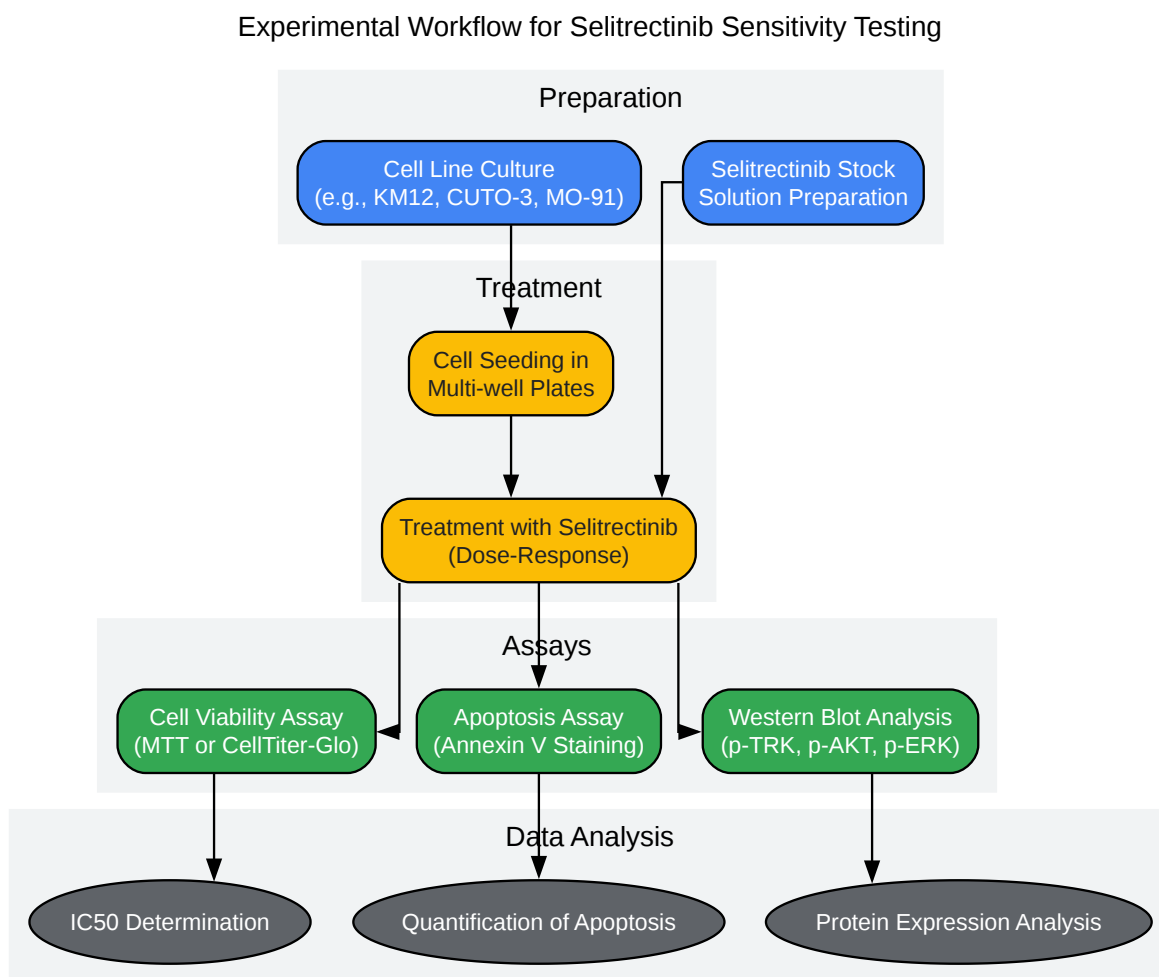 Experimental Workflow for Selitrectinib Sensitivity Testing
Preparation
Cell Line Culture
(e.g., KM12, CUTO-3, MO-91)
Selitrectinib Stock
Solution Preparation
Treatment
Cell Seeding in
Multi-well Plates
Treatment with Selitrectinib
(Dose-Response)
Assays
Cell Viability Assay
(MTT or CellTiter-Glo)
Apoptosis Assay
(Annexin V Staining)
Western Blot Analysis
(p-TRK, p-AKT, p-ERK)
Data Analysis
IC50 Determination
Quantification of Apoptosis
Protein Expression Analysis